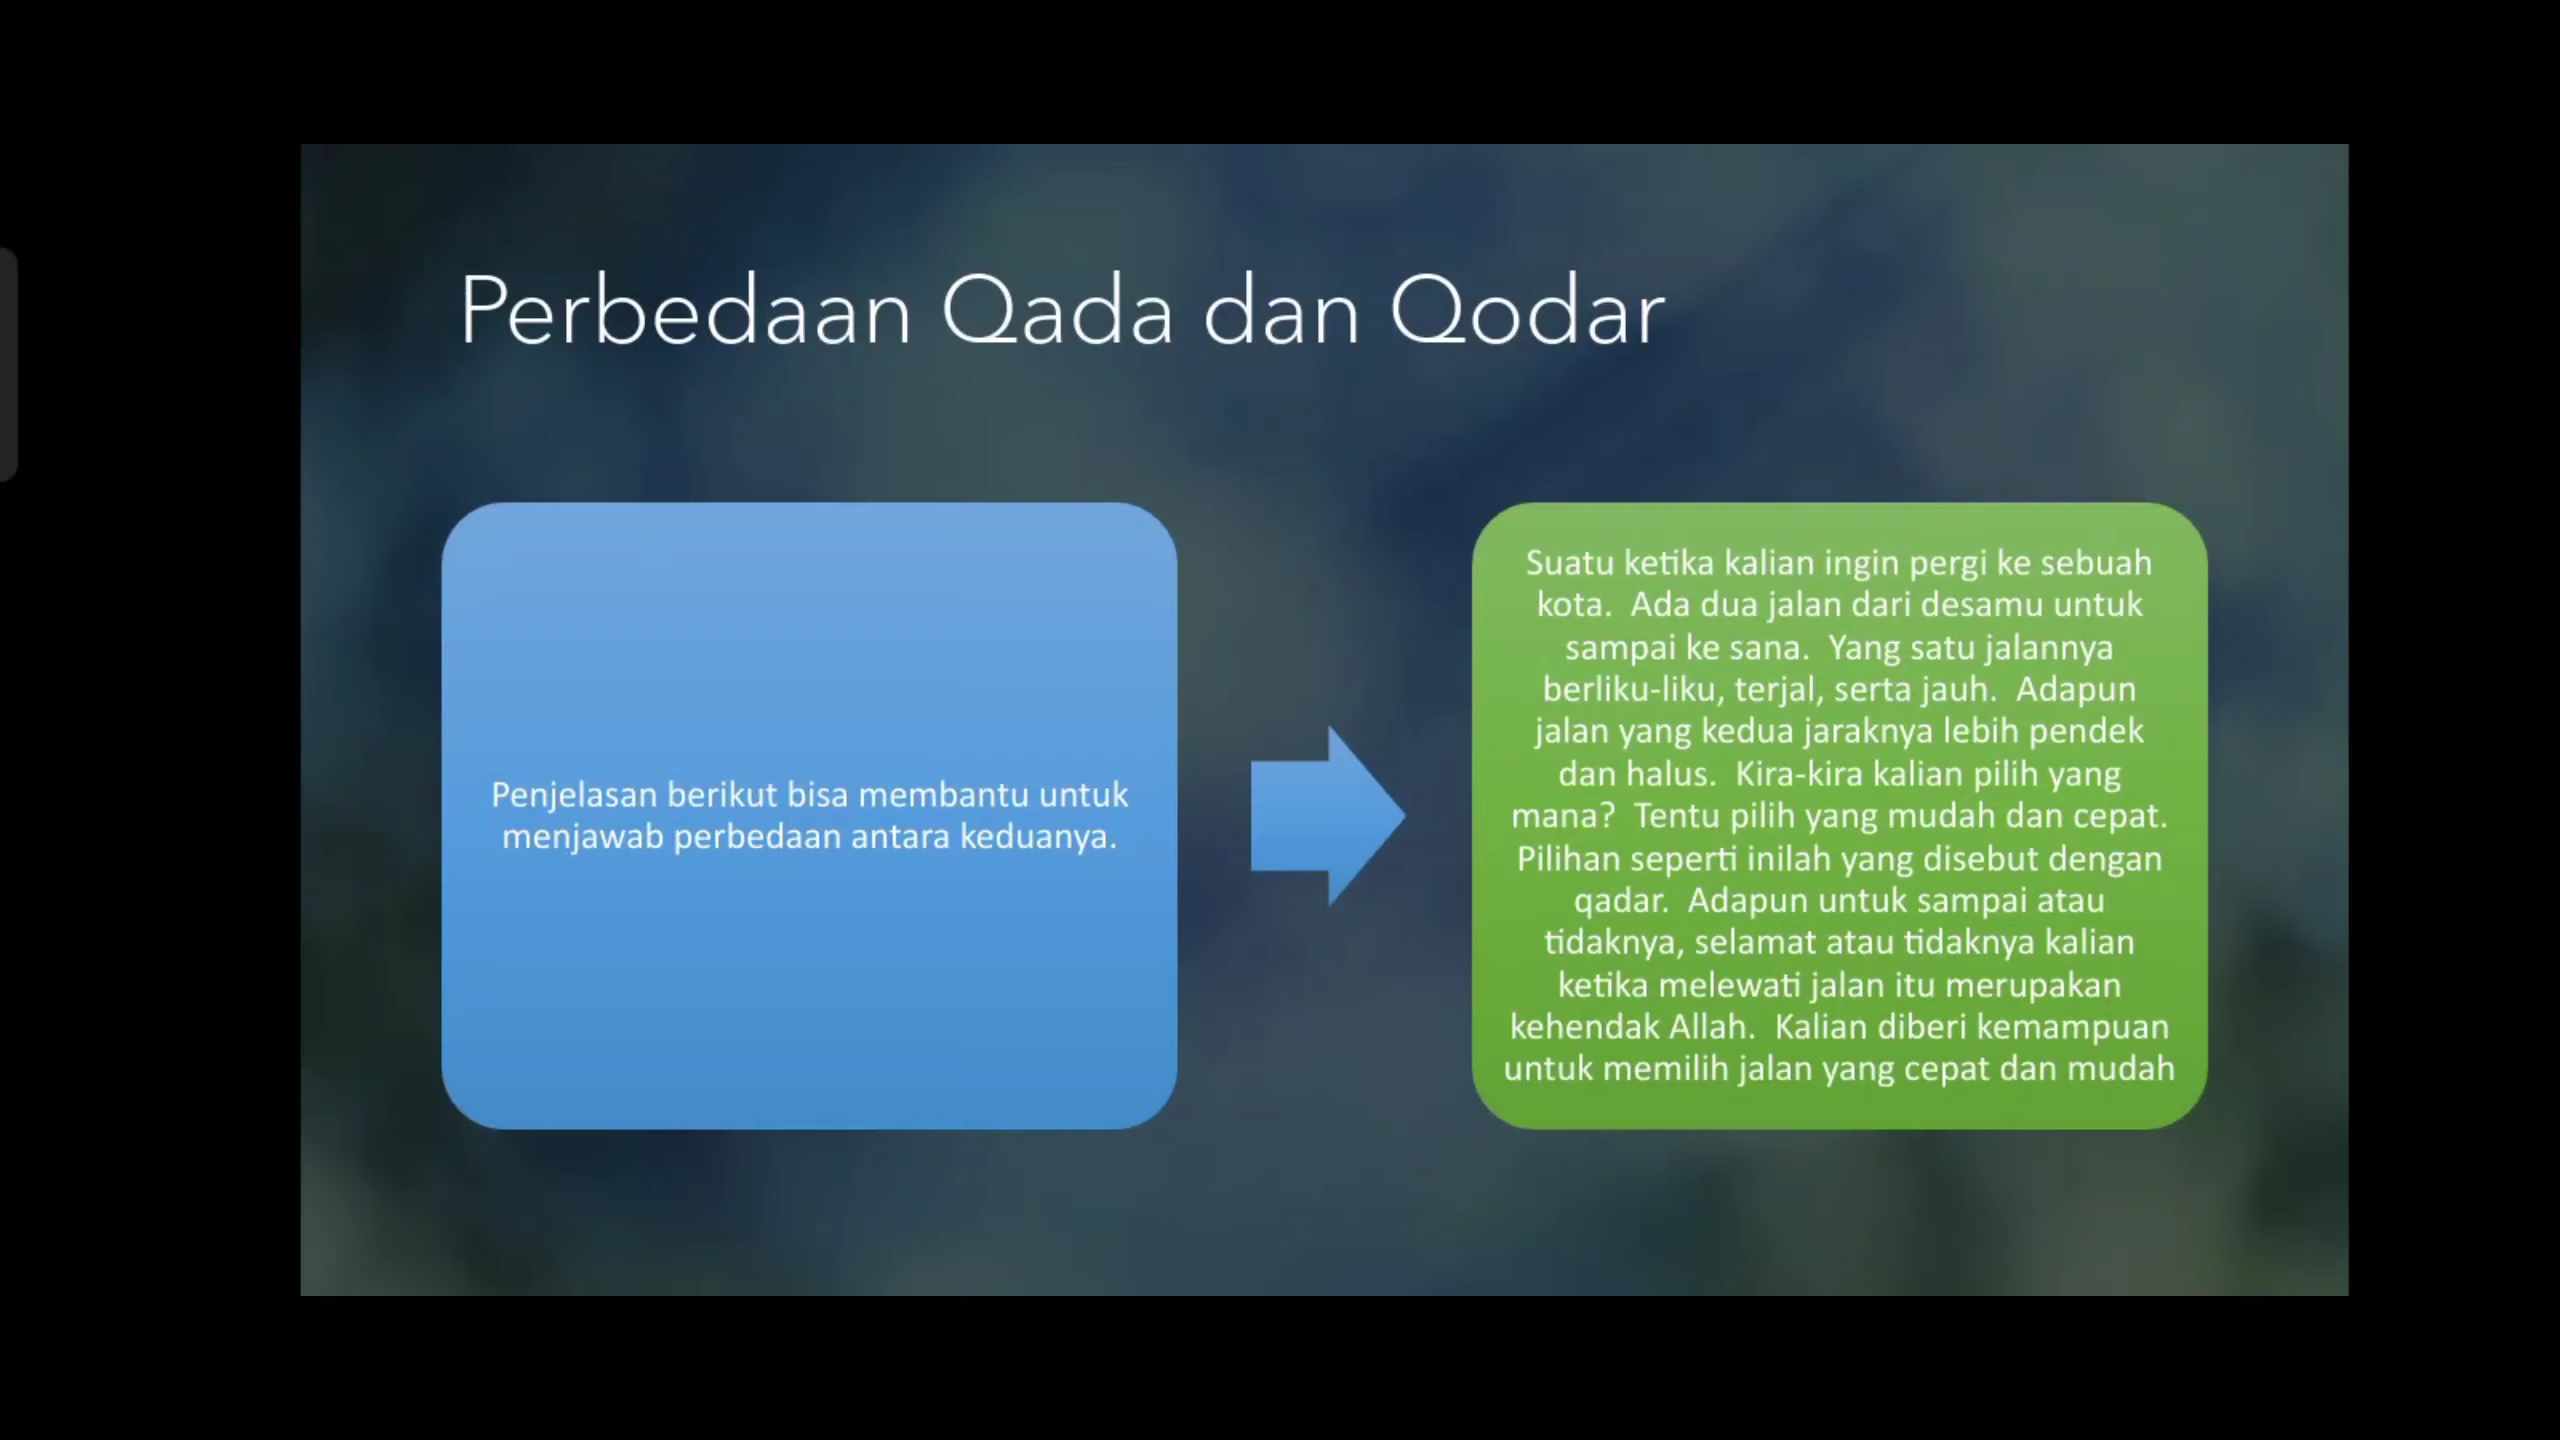 Perbedaan Qada dan Qodar
Penjelasan berikut bisa membantu untuk
menjawab perbedaan antara keduanya.
Suatu ketika kalian ingin pergi ke sebuah
kota.  Ada dua jalan dari desamu untuk
sampai ke sana.  Yang satu jalannya
berliku-liku, terjal, serta jauh.  Adapun
jalan yang kedua jaraknya lebih pendek
dan halus.  Kira-kira kalian pilih yang
mana?  Tentu pilih yang mudah dan cepat.
Pilihan seperti inilah yang disebut dengan
qadar.  Adapun untuk sampai atau
tidaknya, selamat atau tidaknya kalian
ketika melewati jalan itu merupakan
kehendak Allah.  Kalian diberi kemampuan
untuk memilih jalan yang cepat dan mudah